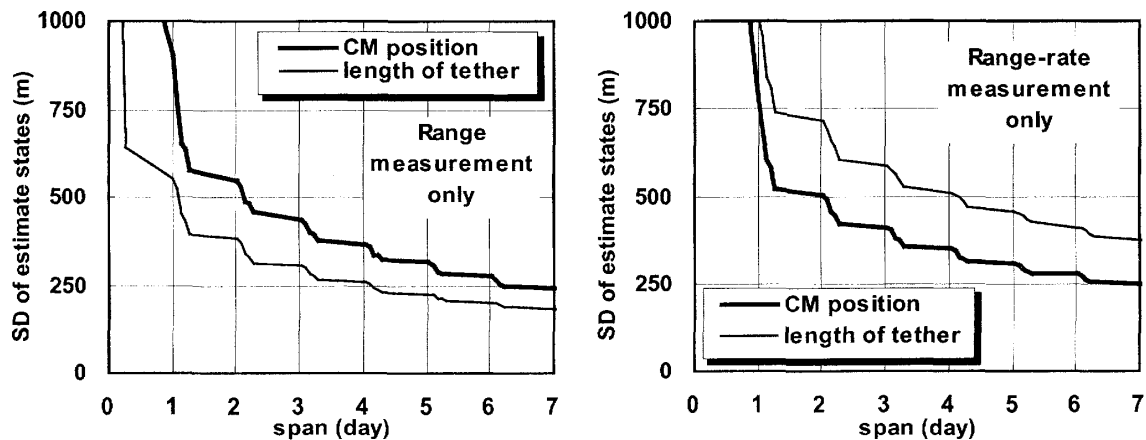 SD of estimate states (m)
1000
750
500
250
0
CM position
length of tether
Range
measurement
only
0 1 2 3 4 5 6 7
span (day)
SD of estimate states (m)
1000
750
500
250
0
Range-rate
measurement
only
CM position
length of tether
0 1 2 3 4 5 6 7
span (day)